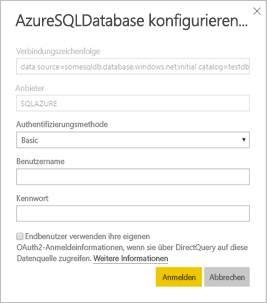 AzureSQLDatabase konfigurieren...
Verbindungszeichenfolge
data source=somesqldb.database.windows.net;initial catalog=testdb
Anbieter
SQLAZURE
Authentifizierungsmethode
Basic
Benutzername
Kennwort
Endbenutzer verwenden ihre eigenen
OAuth2-Anmeldeinformationen, wenn sie über DirectQuery auf diese
Datenquelle zugreifen. Weitere Informationen
Anmelden Abbrechen